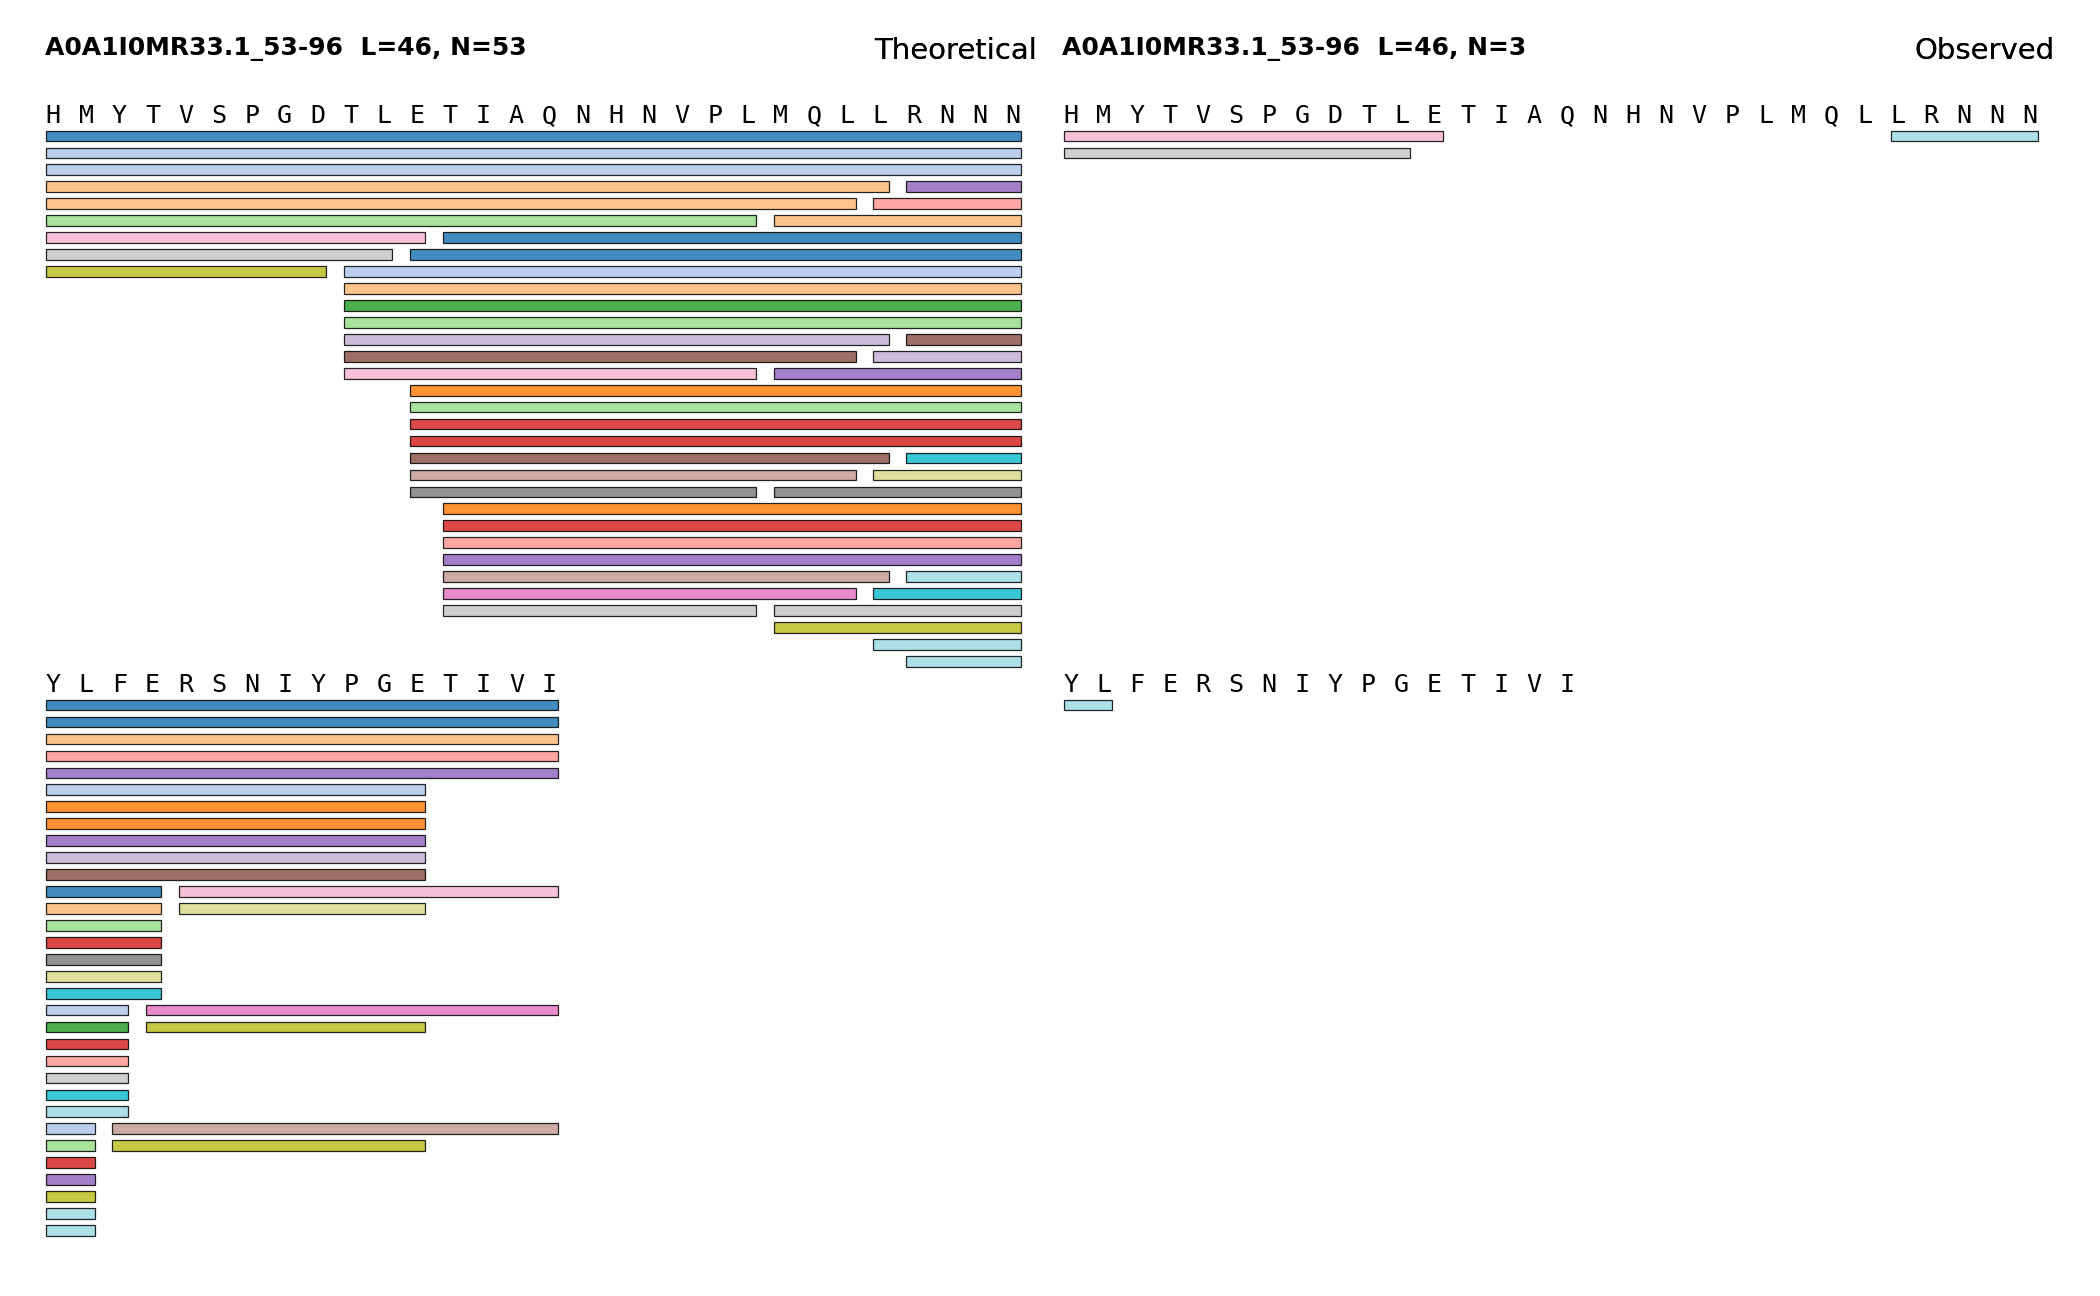 A0A1I0MR33.1_53-96 L=46, N=53 Theoretical
H M Y T V S P G D T L E T I A Q N H N V P L M Q L L R N N N
Y L F E R S N I Y P G E T I V I
A0A1I0MR33.1_53-96 L=46, N=3 Observed
H M Y T V S P G D T L E T I A Q N H N V P L M Q L L R N N N
Y L F E R S N I Y P G E T I V I